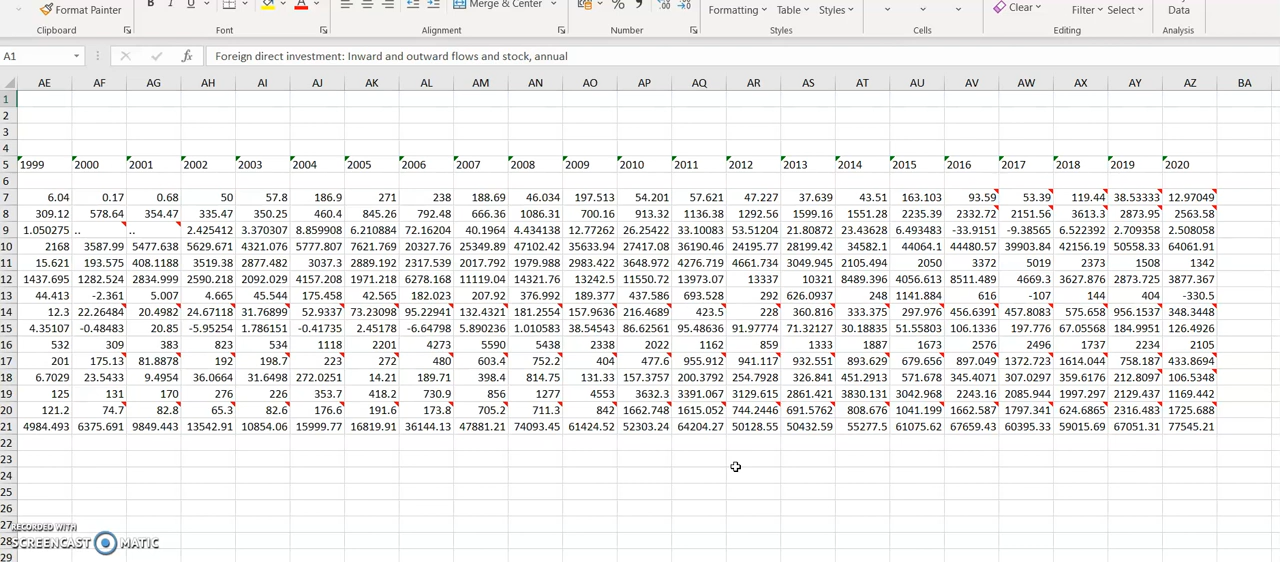 Format Painter B U A Merge & Center % Formatting Table Styles Clear Filter Select Data
Clipboard Font Alignment Number Styles Cells Editing Analysis
A1 fx Foreign direct investment: Inward and outward flows and stock, annual
AE AF AG AH AI AJ AK AL AM AN AO AP AQ AR AS AT AU AV AW AX AY AZ BA
1
2
3
4
5 1999 2000 2001 2002 2003 2004 2005 2006 2007 2008 2009 2010 2011 2012 2013 2014 2015 2016 2017 2018 2019 2020
6
7 6.04 0.17 0.68 50 57.8 186.9 271 238 188.69 46.034 197.513 54.201 57.621 47.227 37.639 43.51 163.103 93.59 53.39 119.44 38.53333 12.97049
8 309.12 578.64 354.47 335.47 350.25 460.4 845.26 792.48 666.36 1086.31 700.16 913.32 1136.38 1292.56 1599.16 1551.28 2235.39 2332.72 2151.56 3613.3 2873.95 2563.58
9 1.050275 .. .. 2.425412 3.370307 8.859908 6.210884 72.16204 40.1964 4.434138 12.77262 26.25422 33.10083 53.51204 21.80872 23.43628 6.493483 -33.9151 -9.38565 6.522392 2.709358 2.508058
10 2168 3587.99 5477.638 5629.671 4321.076 5777.807 7621.769 20327.76 25349.89 47102.42 35633.94 27417.08 36190.46 24195.77 28199.42 34582.1 44064.1 44480.57 39903.84 42156.19 50558.33 64061.91
11 15.621 193.575 408.1188 3519.38 2877.482 3037.3 2889.192 2317.539 2017.792 1979.988 2983.422 3648.972 4276.719 4661.734 3049.945 2105.494 2050 3372 5019 2373 1508 1342
12 1437.695 1282.524 2834.999 2590.218 2092.029 4157.208 1971.218 6278.168 11119.04 14321.76 13242.5 11550.72 13973.07 13337 10321 8489.396 4056.613 8511.489 4669.3 3627.876 2873.725 3877.367
13 44.413 -2.361 5.007 4.665 45.544 175.458 42.565 182.023 207.92 376.992 189.377 437.586 693.528 292 626.0937 248 1141.884 616 -107 144 404 -330.5
14 12.3 22.26484 20.4982 24.67118 31.76899 52.9337 73.23098 95.22941 132.4321 181.2554 157.9636 216.4689 423.5 228 360.816 333.375 297.976 456.6391 457.8083 575.658 956.1537 348.3448
15 4.35107 -0.48483 20.85 -5.95254 1.786151 -0.41735 2.45178 -6.64798 5.890236 1.010583 38.54543 86.62561 95.48636 91.97774 71.32127 30.18835 51.55803 106.1336 197.776 67.05568 184.9951 126.4926
16 532 309 383 823 534 1118 2201 4273 5590 5438 2338 2022 1162 859 1333 1887 1673 2576 2496 1737 2234 2105
17 201 175.13 81.8878 192 198.7 223 272 480 603.4 752.2 404 477.6 955.912 941.117 932.551 893.629 679.656 897.049 1372.723 1614.044 758.187 433.8694
18 6.7029 23.5433 9.4954 36.0664 31.6498 272.0251 14.21 189.71 398.4 814.75 131.33 157.3757 200.3792 254.7928 326.841 451.2913 571.678 345.4071 307.0297 359.6176 212.8097 106.5348
19 125 131 170 276 226 353.7 418.2 730.9 856 1277 4553 3632.3 3391.067 3129.615 2861.421 3830.131 3042.968 2243.16 2085.944 1997.297 2129.437 1169.442
20 121.2 74.7 82.8 65.3 82.6 176.6 191.6 173.8 705.2 711.3 842 1662.748 1615.052 744.2446 691.5762 808.676 1041.199 1662.587 1797.341 624.6865 2316.483 1725.688
21 4984.493 6375.691 9849.443 13542.91 10854.06 15999.77 16819.91 36144.13 47881.21 74093.45 61424.52 52303.24 64204.27 50128.55 50432.59 55277.5 61075.62 67659.43 60395.33 59015.69 67051.31 77545.21
22
23
24
25
26
27
RECORDED WITH
28 SCREENCAST MATIC
29